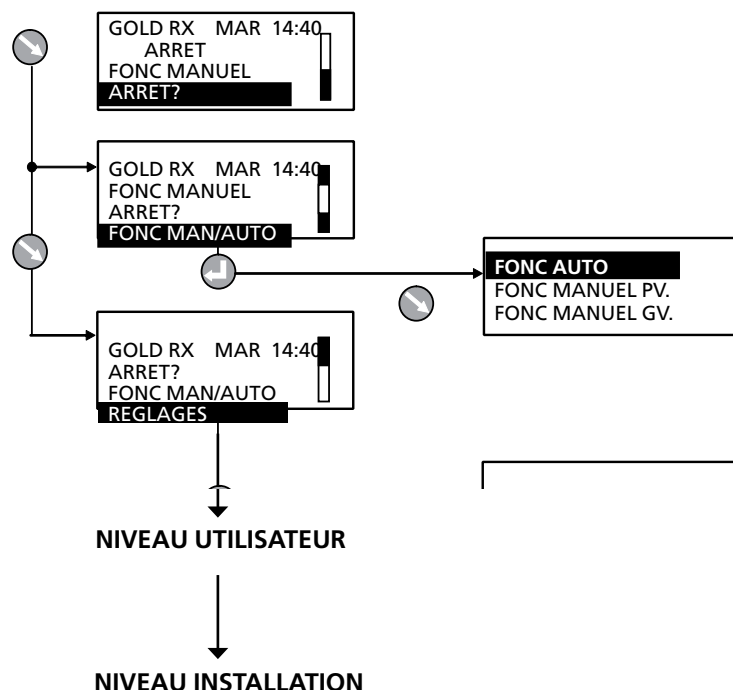 GOLD RX MAR 14:40
ARRET
FONC MANUEL
ARRET?
GOLD RX MAR 14:40
FONC MANUEL
ARRET?
FONC MAN/AUTO
FONC AUTO
FONC MANUEL PV.
FONC MANUEL GV.
GOLD RX MAR 14:40
ARRET?
FONC MAN/AUTO
REGLAGES
NIVEAU UTILISATEUR
NIVEAU INSTALLATION